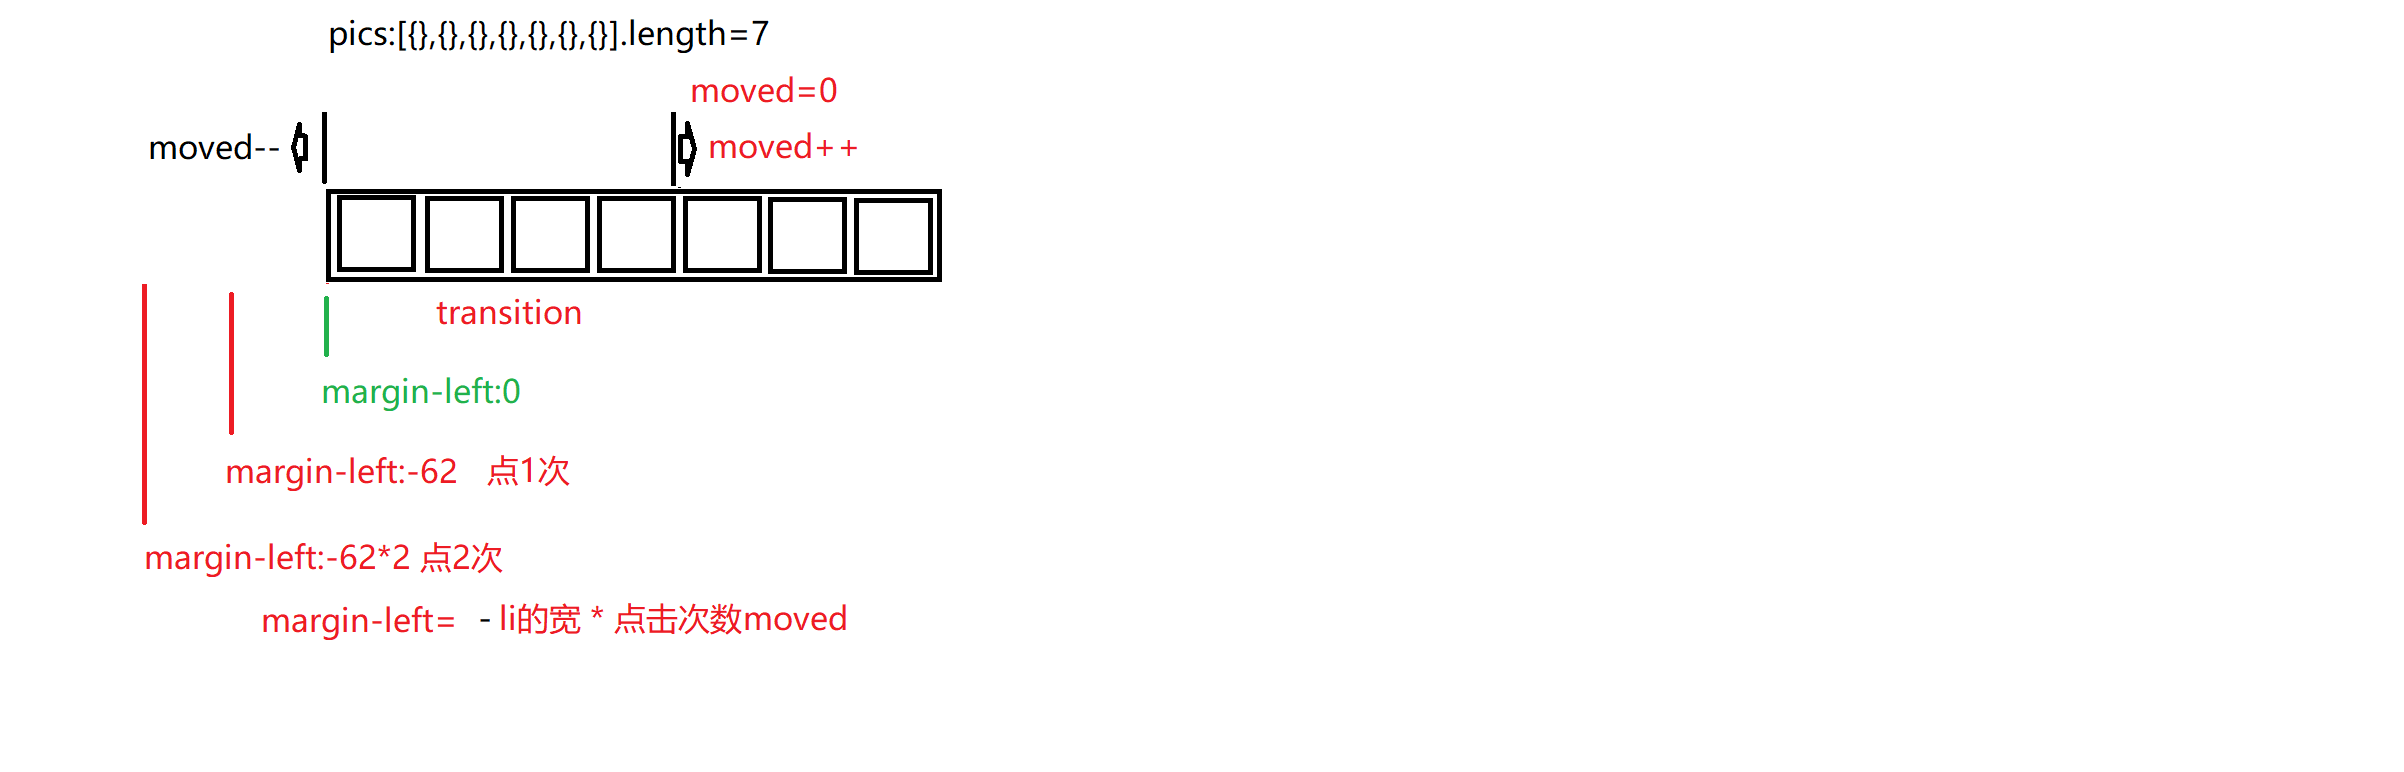 pics:[{},{},{},{},{},{},{}].length=7
moved=0
moved-- moved++
transition
margin-left:0
margin-left:-62 点1次
margin-left:-62*2 点2次
margin-left= - li的宽 * 点击次数moved